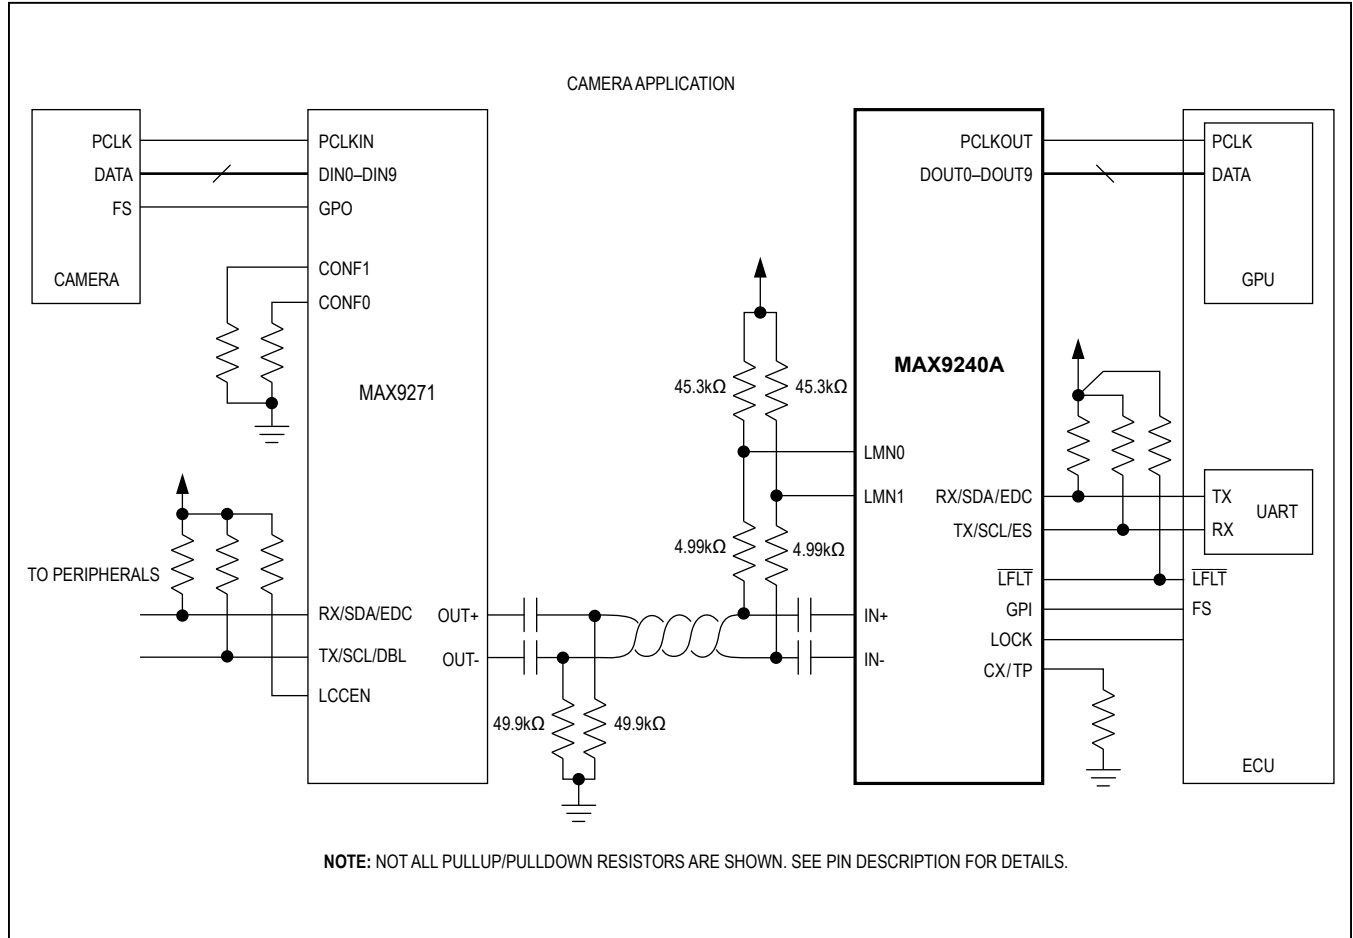 CAMERA APPLICATION
PCLK
DATA
FS
CAMERA
PCLKIN
DIN0–DIN9
GPO
CONF1
CONF0
MAX9271
TO PERIPHERALS
RX/SDA/EDC
TX/SCL/DBL
LCCEN
OUT+
OUT-
49.9kΩ
49.9kΩ
45.3kΩ
45.3kΩ
4.99kΩ
4.99kΩ
PCLKOUT
DOUT0–DOUT9
MAX9240A
LMN0
LMN1
RX/SDA/EDC
TX/SCL/ES
LFLT
GPI
LOCK
CX/TP
IN+
IN-
PCLK
DATA
GPU
TX
RX
UART
LFLT
FS
ECU
NOTE: NOT ALL PULLUP/PULLDOWN RESISTORS ARE SHOWN. SEE PIN DESCRIPTION FOR DETAILS.